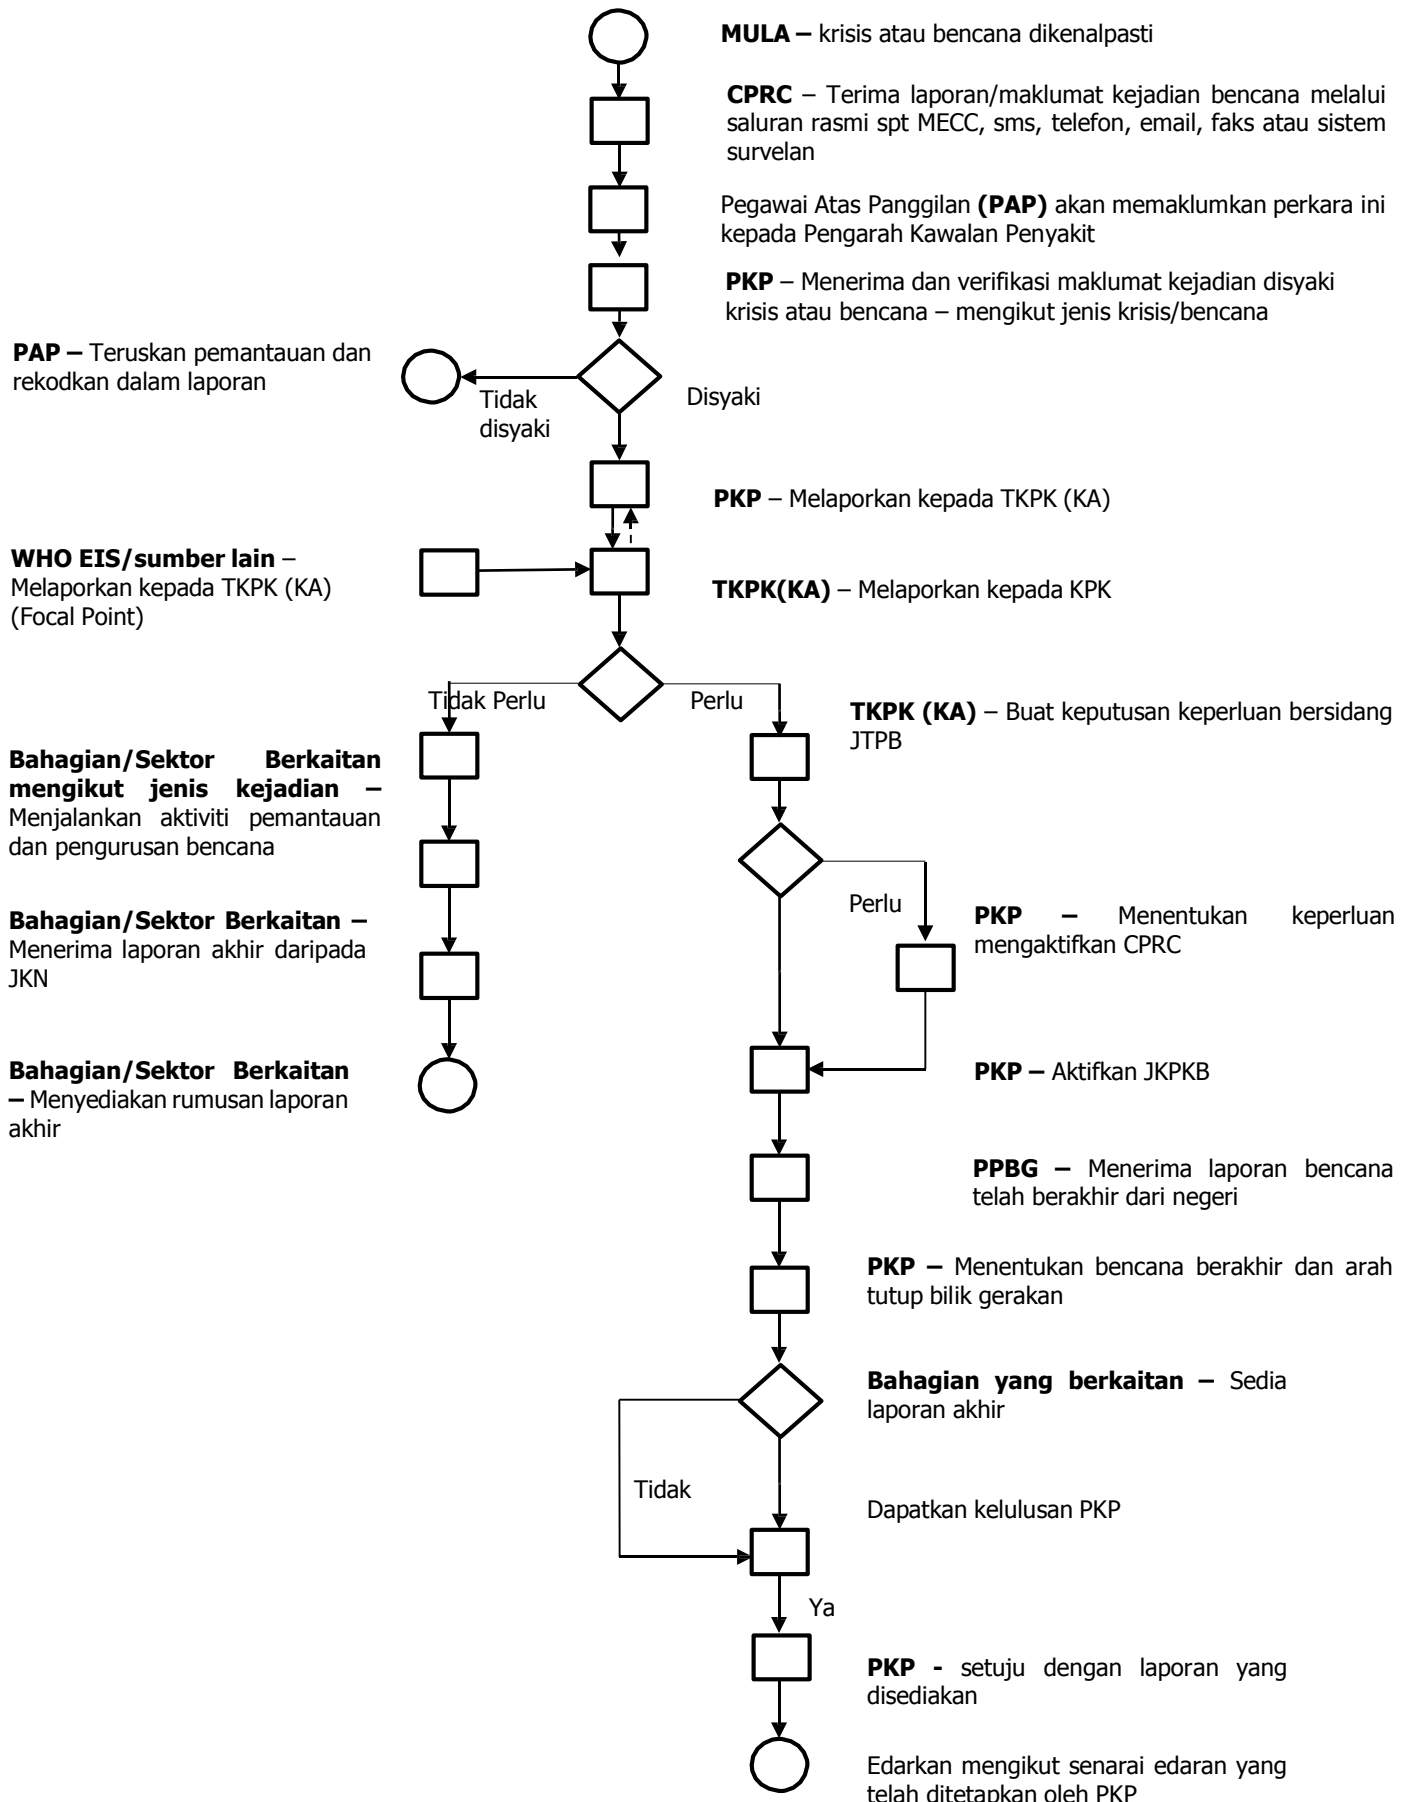 MULA – krisis atau bencana dikenalpasti
CPRC – Terima laporan/maklumat kejadian bencana melalui
saluran rasmi spt MECC, sms, telefon, email, faks atau sistem
survelan
Pegawai Atas Panggilan (PAP) akan memaklumkan perkara ini
kepada Pengarah Kawalan Penyakit
PKP – Menerima dan verifikasi maklumat kejadian disyaki
krisis atau bencana – mengikut jenis krisis/bencana
PAP – Teruskan pemantauan dan
rekodkan dalam laporan
Tidak
disyaki
Disyaki
PKP – Melaporkan kepada TKPK (KA)
WHO EIS/sumber lain –
Melaporkan kepada TKPK (KA)
(Focal Point)
TKPK(KA) – Melaporkan kepada KPK
Tidak Perlu
Perlu
TKPK (KA) – Buat keputusan keperluan bersidang
JTPB
Bahagian/Sektor Berkaitan
mengikut jenis kejadian –
Menjalankan aktiviti pemantauan
dan pengurusan bencana
Perlu
PKP – Menentukan keperluan
mengaktifkan CPRC
Bahagian/Sektor Berkaitan –
Menerima laporan akhir daripada
JKN
Bahagian/Sektor Berkaitan
– Menyediakan rumusan laporan
akhir
PKP – Aktifkan JKPKB
PPBG – Menerima laporan bencana
telah berakhir dari negeri
PKP – Menentukan bencana berakhir dan arah
tutup bilik gerakan
Bahagian yang berkaitan – Sedia
laporan akhir
Tidak
Dapatkan kelulusan PKP
Ya
PKP - setuju dengan laporan yang
disediakan
Edarkan mengikut senarai edaran yang
telah ditetapkan oleh PKP